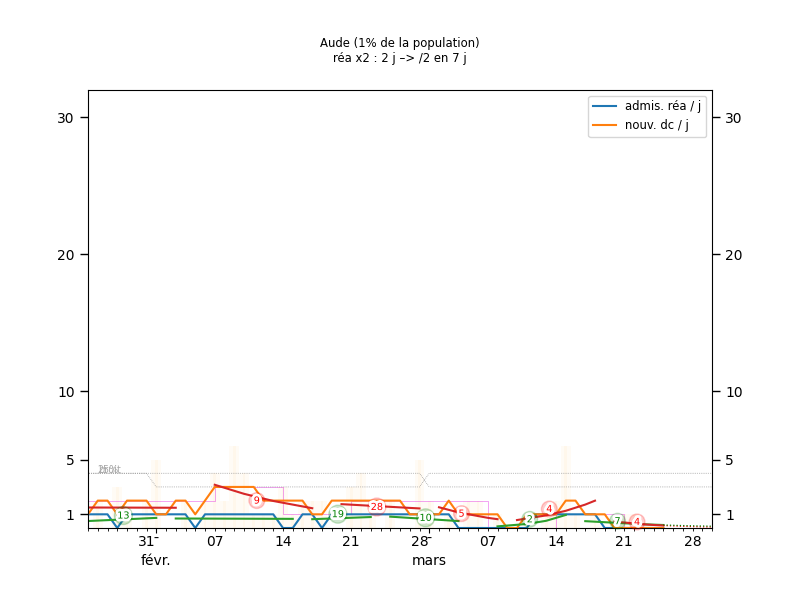 Aude (1% de la population)
réa x2 : 2 j –> /2 en 7 j
admis. réa / j
nouv. dc / j
30 30
20 20
10 10
5 5
1 1
9
28
13 19 10 5 2 4 7 4
31 07 14 21 28 07 14 21 28
févr. mars